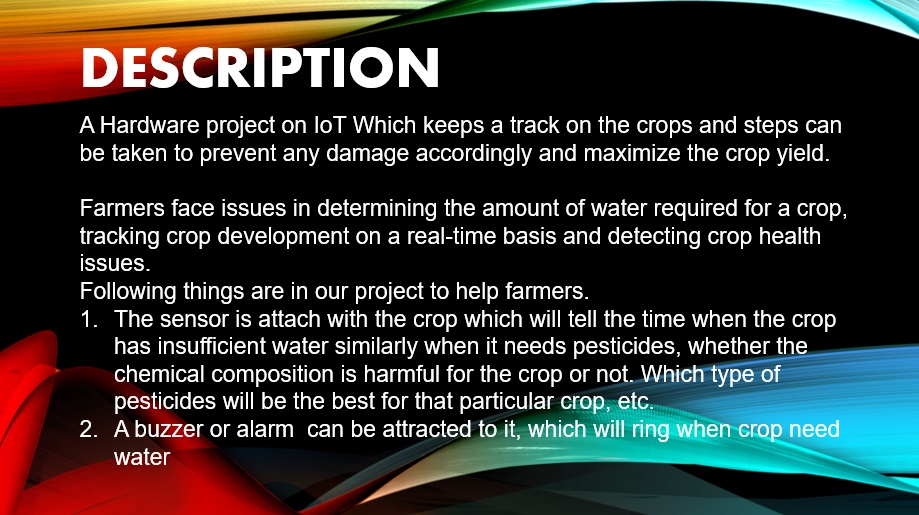 DESCRIPTION
A Hardware project on IoT Which keeps a track on the crops and steps can
be taken to prevent any damage accordingly and maximize the crop yield.
Farmers face issues in determining the amount of water required for a crop,
tracking crop development on a real-time basis and detecting crop health
issues.
Following things are in our project to help farmers.
1. The sensor is attach with the crop which will tell the time when the crop
has insufficient water similarly when it needs pesticides, whether the
chemical composition is harmful for the crop or not. Which type of
pesticides will be the best for that particular crop, etc.
2. A buzzer or alarm  can be attracted to it, which will ring when crop need
water